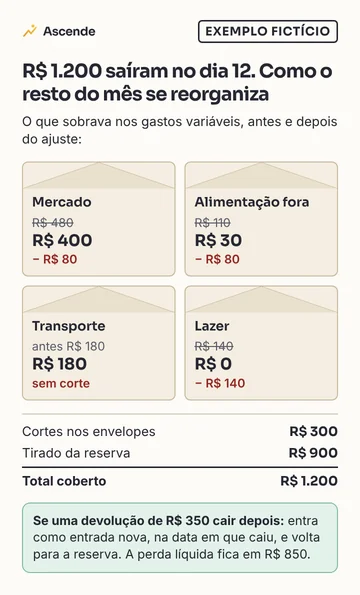 Ascende
EXEMPLO FICTÍCIO
R$ 1.200 saíram no dia 12. Como o
resto do mês se reorganiza
O que sobrava nos gastos variáveis, antes e depois
do ajuste:
Mercado
R$ 480
R$ 400
− R$ 80
Alimentação fora
R$ 110
R$ 30
− R$ 80
Transporte
antes R$ 180
R$ 180
sem corte
Lazer
R$ 140
R$ 0
− R$ 140
Cortes nos envelopes R$ 300
Tirado da reserva R$ 900
Total coberto R$ 1.200
Se uma devolução de R$ 350 cair depois: entra
como entrada nova, na data em que caiu, e volta
para a reserva. A perda líquida fica em R$ 850.